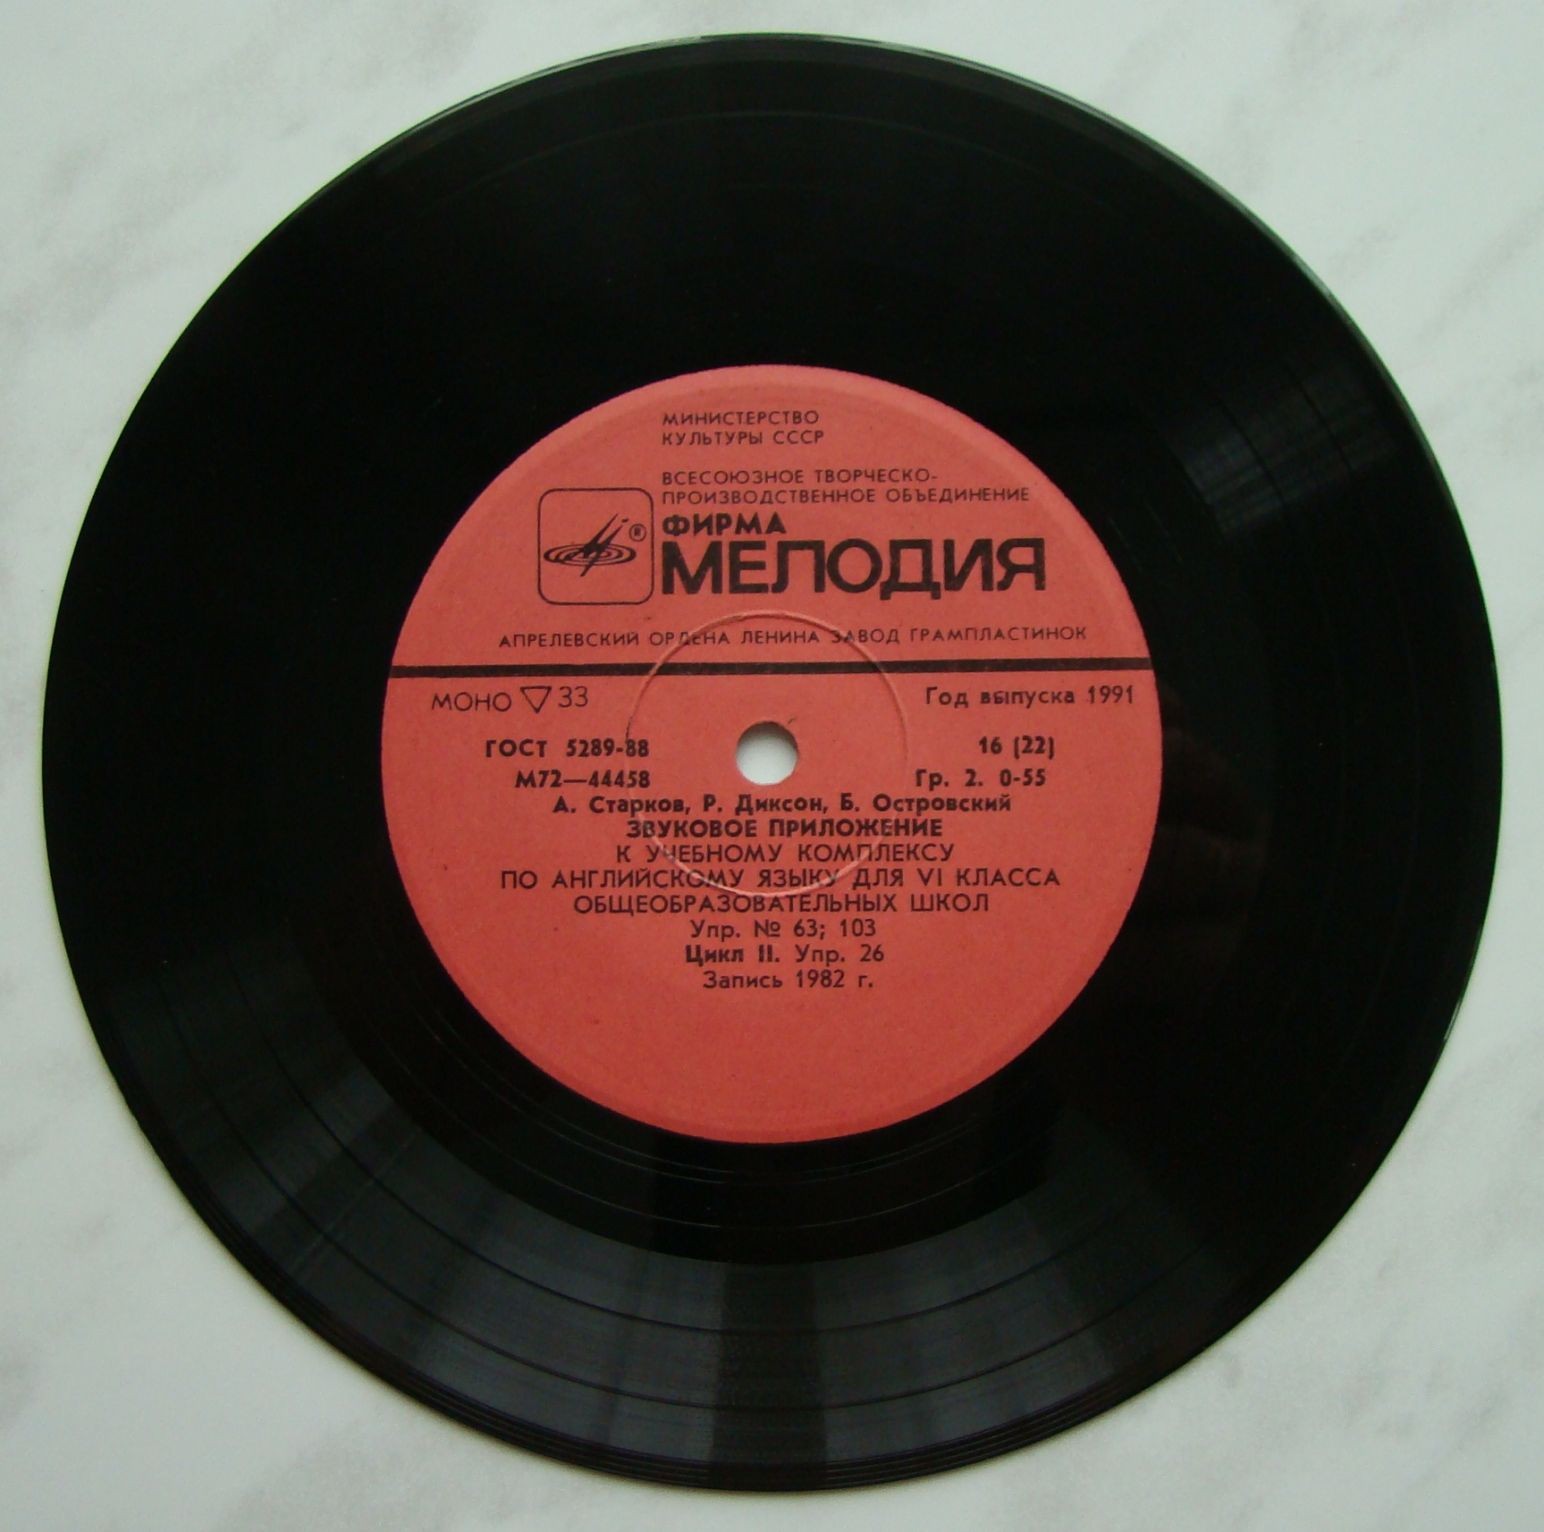 МИНИСТЕРСТВО
КУЛЬТУРЫ СССР
ВСЕСОЮЗНОЕ ТВОРЧЕСКО-
ПРОИЗВОДСТВЕННОЕ ОБЪЕДИНЕНИЕ
ФИРМА
®
МЕЛОДИЯ
АПРЕЛЕВСКИЙ ОРДЕНА ЛЕНИНА ЗАВОД ГРАМПЛАСТИНОК
МОНО ▽ 33 Год выпуска 1991
ГОСТ 5289-88 16 (22)
М72—44458 Гр. 2. 0-55
А. Старков, Р. Диксон, Б. Островский
ЗВУКОВОЕ ПРИЛОЖЕНИЕ
К УЧЕБНОМУ КОМПЛЕКСУ
ПО АНГЛИЙСКОМУ ЯЗЫКУ ДЛЯ VI КЛАССА
ОБЩЕОБРАЗОВАТЕЛЬНЫХ ШКОЛ
Упр. № 63; 103
Цикл II. Упр. 26
Запись 1982 г.